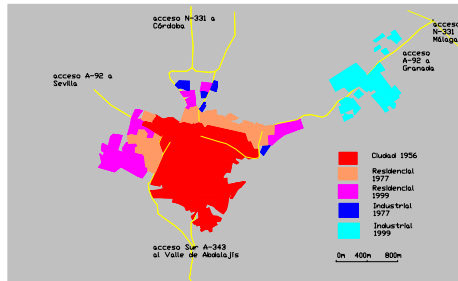 acceso N-331 a
Córdoba
acceso
N-331
Málaga
acceso
A-92 a
Granada
acceso A-92 a
Sevilla
Ciudad 1956
Residencial
1977
Residencial
1999
Industrial
1977
Industrial
1999
acceso Sur A-343
al Valle de Abdalajís
0m 400m 800m